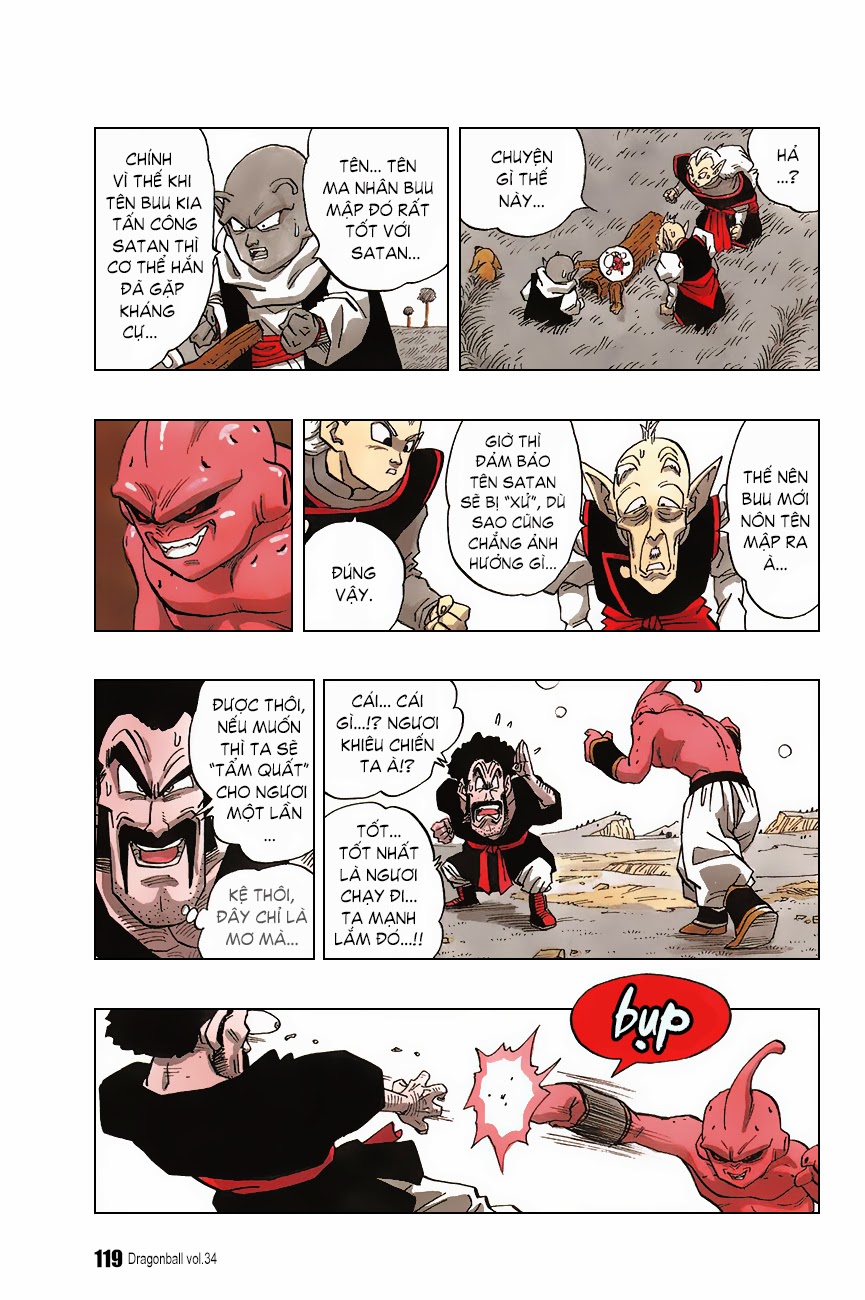 HẢ
...?
CHUYỆN
GÌ THẾ
NÀY...
TÊN... TÊN
MA NHÂN BUU
MẬP ĐÓ RẤT
TỐT VỚI
SATAN...
CHÍNH
VÌ THẾ KHI
TÊN BUU KIA
TẤN CÔNG
SATAN THÌ
CƠ THỂ HẮN
ĐÃ GẶP
KHÁNG
CỰ...
THẾ NÊN
BUU MỚI
NÔN TÊN
MẬP RA
À...
GIỜ THÌ
ĐẢM BẢO
TÊN SATAN
SẼ BỊ “XỬ”, DÙ
SAO CŨNG
CHẲNG ẢNH
HƯỞNG GÌ...
ĐÚNG
VẬY.
CÁI... CÁI
GÌ...!? NGƯƠI
KHIÊU CHIẾN
TA À!?
TỐT...
TỐT NHẤT
LÀ NGƯƠI
CHẠY ĐI...
TA MẠNH
LẮM ĐÓ...!!
ĐƯỢC THÔI,
NẾU MUỐN
THÌ TA SẼ
“TẨM QUẤT”
CHO NGƯƠI
MỘT LẦN
...
KỆ THÔI,
ĐÂY CHỈ LÀ
MƠ MÀ...
bụp
119 Dragonball vol.34